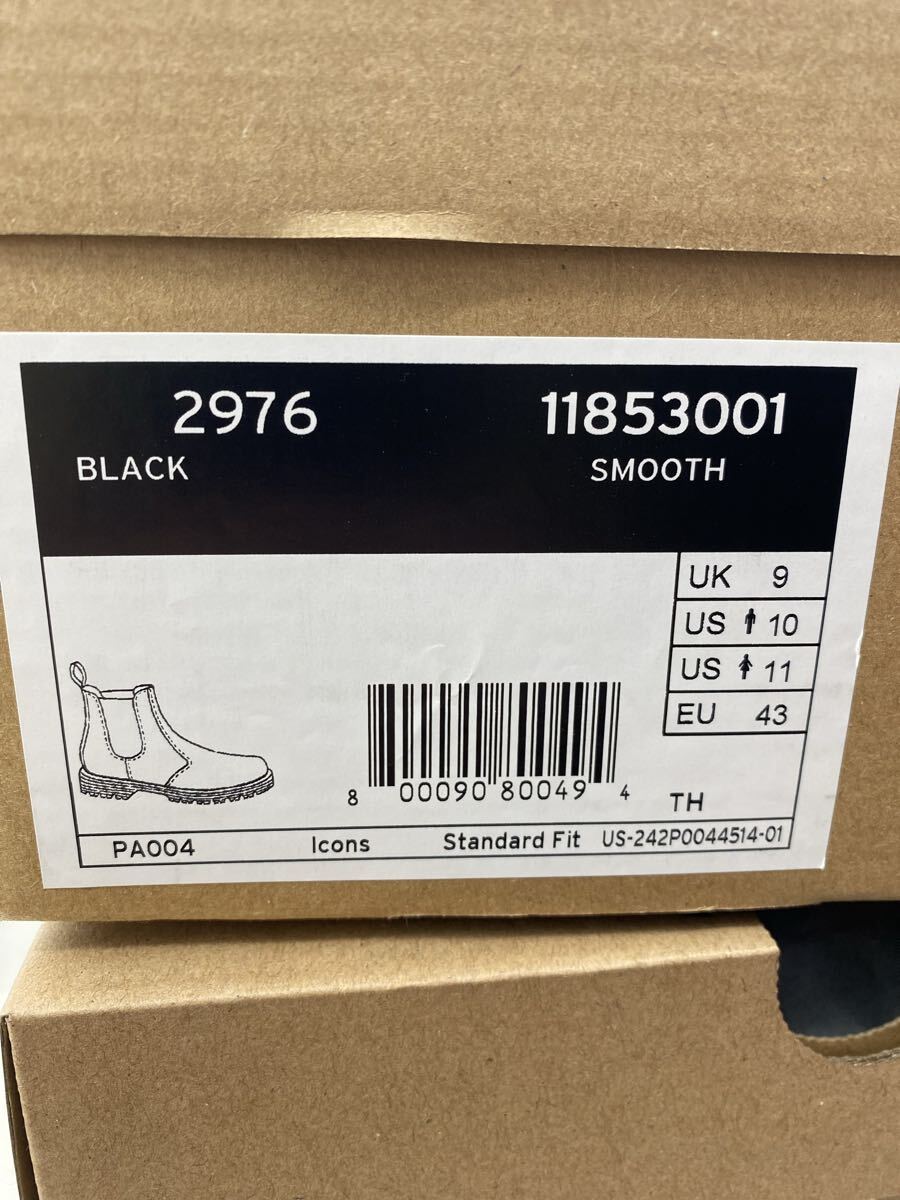 2976 11853001
BLACK SMOOTH
UK 9
US 10
US 11
EU 43
8 00090 80049 4
TH
PA004 Icons Standard Fit US-242P0044514-01